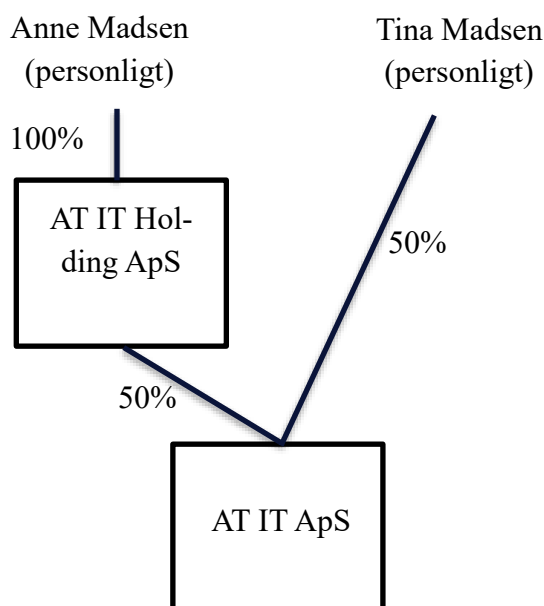 Anne Madsen
(personligt)
Tina Madsen
(personligt)
100%
AT IT Hol-
ding ApS
50%
50%
AT IT ApS